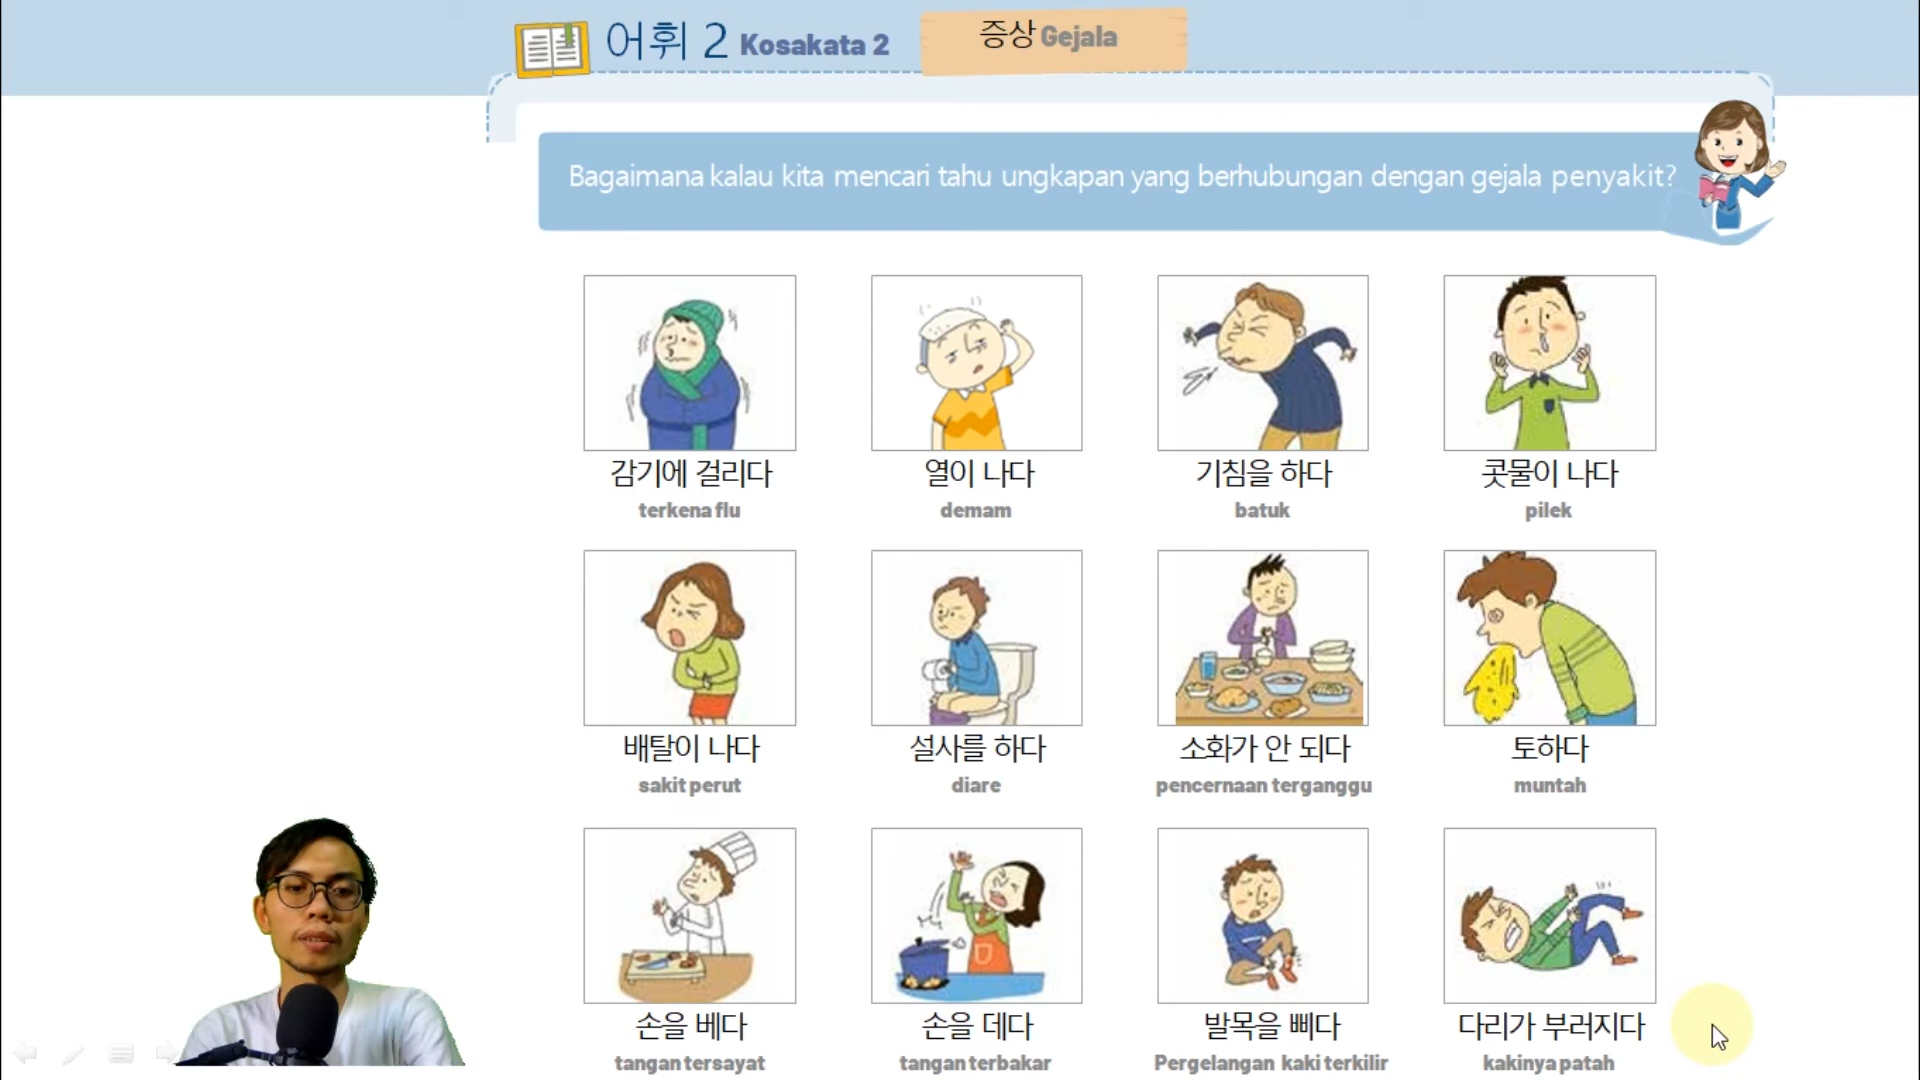 어휘 2 Kosakata 2
증상 Gejala
Bagaimana kalau kita mencari tahu ungkapan yang berhubungan dengan gejala penyakit?
감기에 걸리다
terkena flu
열이 나다
demam
기침을 하다
batuk
콧물이 나다
pilek
배탈이 나다
sakit perut
설사를 하다
diare
소화가 안 되다
pencernaan terganggu
토하다
muntah
손을 베다
tangan tersayat
손을 데다
tangan terbakar
발목을 삐다
Pergelangan kaki terkilir
다리가 부러지다
kakinya patah